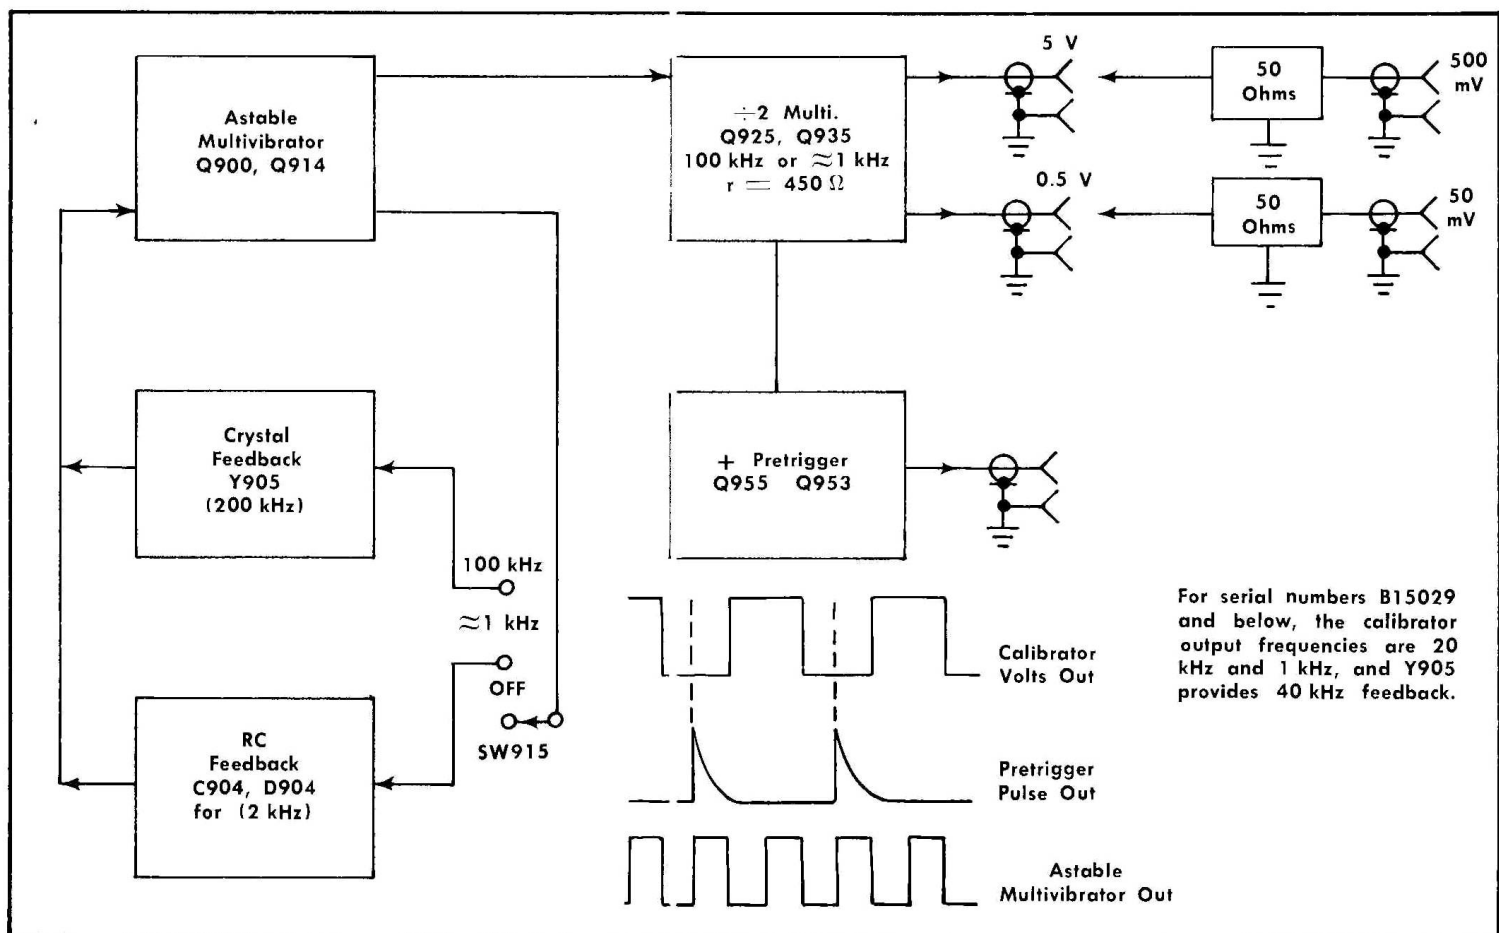 Astable
Multivibrator
Q900, Q914
÷2 Multi.
Q925, Q935
100 kHz or ≈1 kHz
r = 450 Ω
5 V
50
Ohms
500
mV
0.5 V
50
Ohms
50
mV
Crystal
Feedback
Y905
(200 kHz)
+ Pretrigger
Q955 Q953
100 kHz
≈1 kHz
OFF
SW915
RC
Feedback
C904, D904
for (2 kHz)
Calibrator
Volts Out
Pretrigger
Pulse Out
Astable
Multivibrator Out
For serial numbers B15029
and below, the calibrator
output frequencies are 20
kHz and 1 kHz, and Y905
provides 40 kHz feedback.